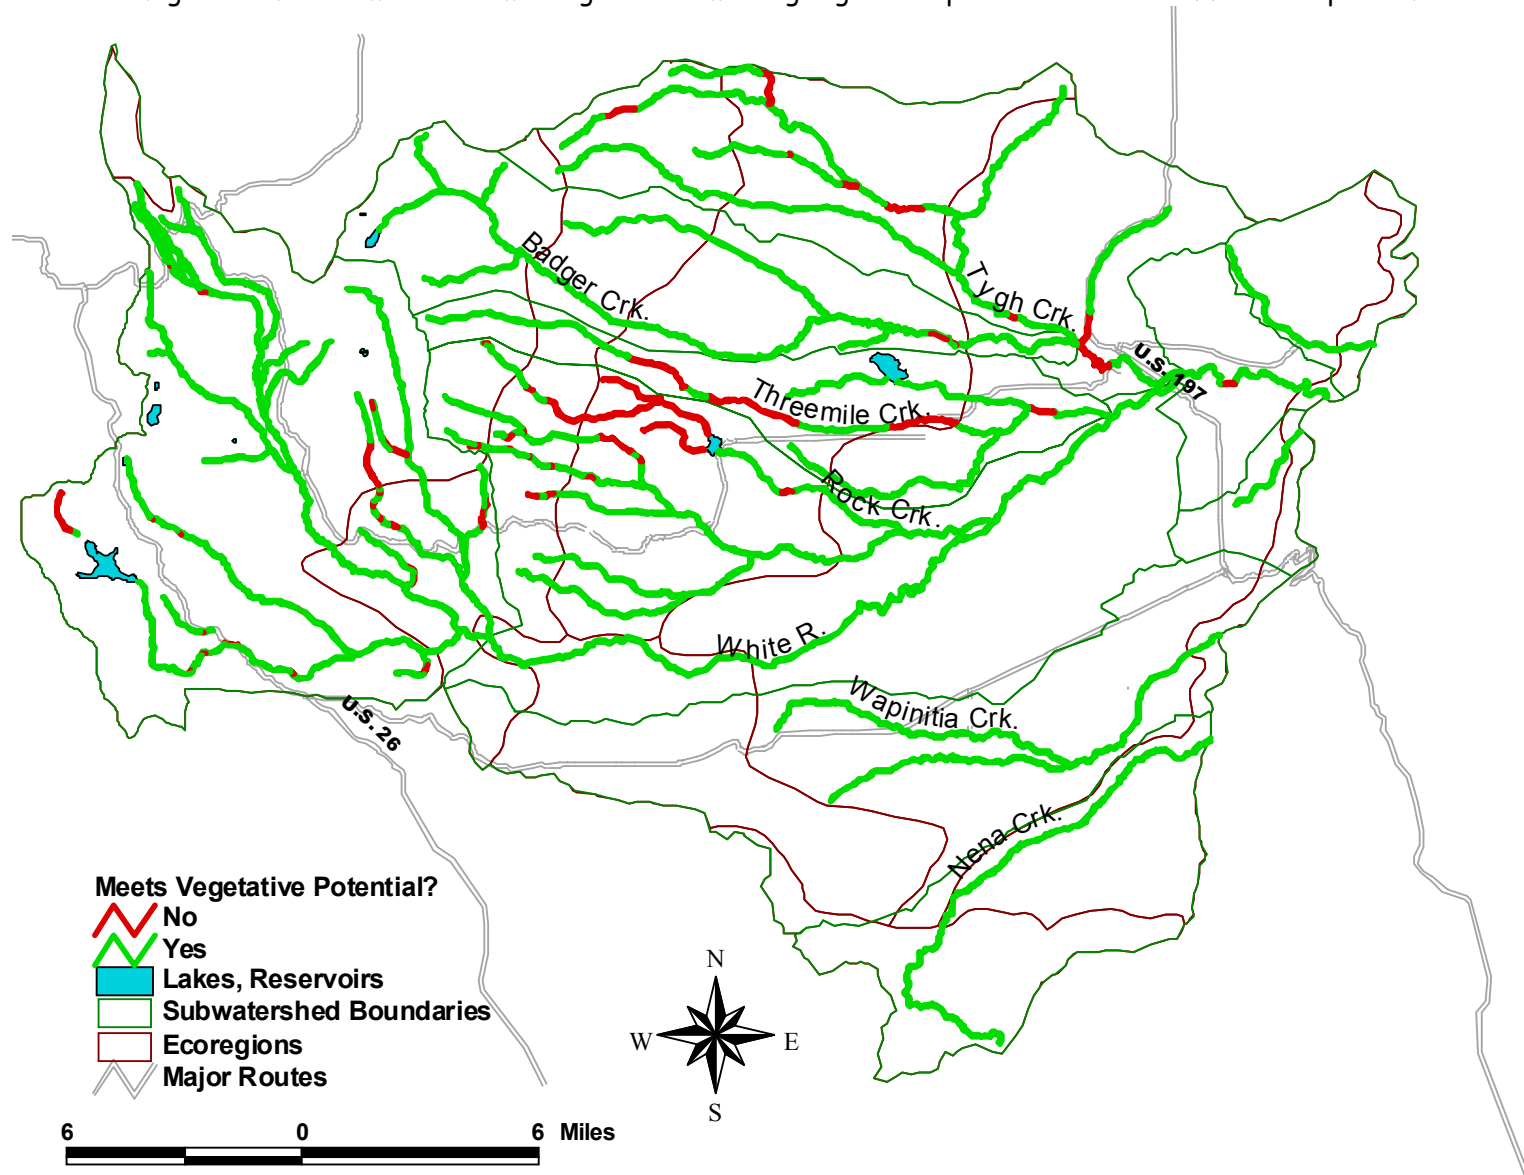 Badger Crk.
Tygh Crk.
U.S. 197
Threemile Crk.
Rock Crk.
White R.
Wapinitia Crk.
U.S. 26
Nena Crk.
Meets Vegetative Potential?
No
Yes
Lakes, Reservoirs
Subwatershed Boundaries
Ecoregions
Major Routes
N
W
E
S
6 0 6 Miles